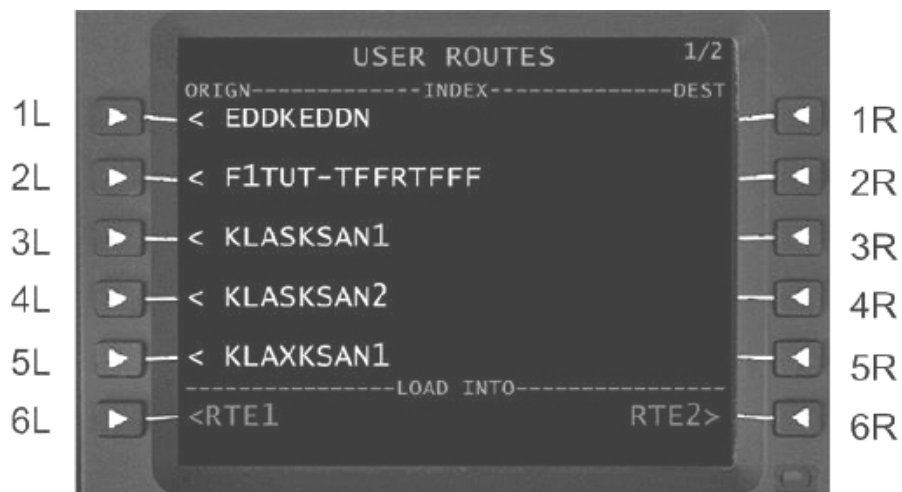 USER ROUTES 1/2
ORIGN------------INDEX--------------DEST
1L < EDDKEDDN 1R
2L < F1TUT-TFFRTFFF 2R
3L < KLASKSAN1 3R
4L < KLASKSAN2 4R
5L < KLAXKSAN1 5R
----------------LOAD INTO----------------
6L <RTE1 RTE2> 6R